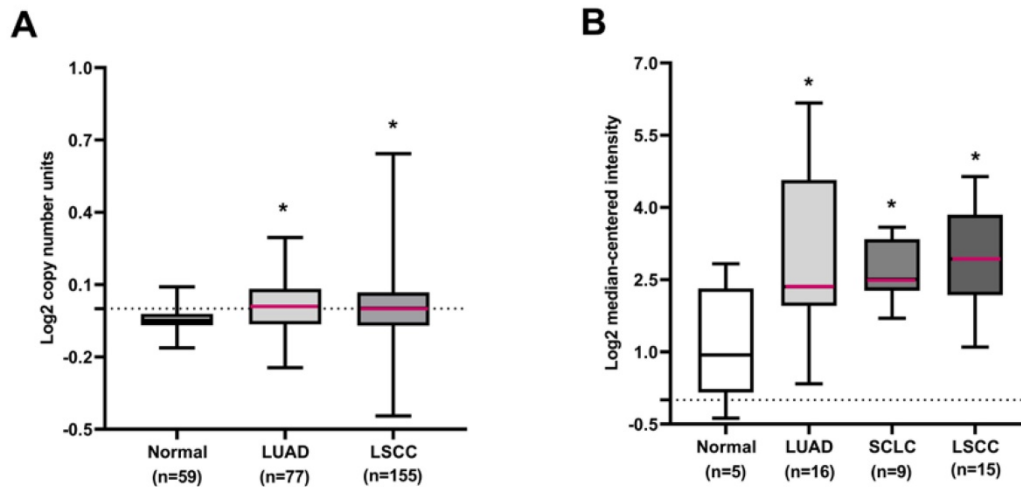 A
Log2 copy number units
1.0
0.7
0.4
0.1
-0.2
-0.5
*
*
Normal
(n=59)
LUAD
(n=77)
LSCC
(n=155)
B
Log2 median-centered intensity
7.0
5.5
4.0
2.5
1.0
-0.5
*
*
*
Normal
(n=5)
LUAD
(n=16)
SCLC
(n=9)
LSCC
(n=15)